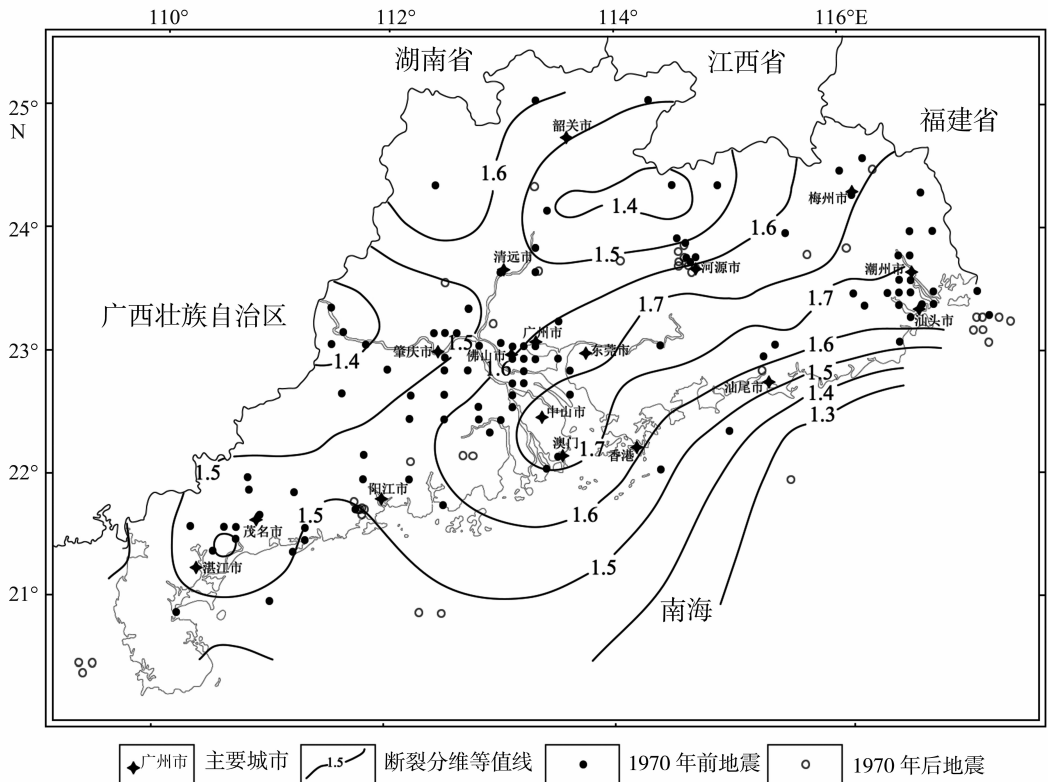 110° 112° 114° 116°E
湖南省 江西省
25°
N
福建省
韶关市
1.6
梅州市
1.4
24°
1.6
清远市 1.5
河源市 潮州市
1.7 1.7
广西壮族自治区
汕头市
广州市
1.5
肇庆市 佛山市 东莞市
23°
1.6
1.4
1.6
1.5
汕尾市
1.4
中山市
1.3
澳门
1.7 香港
1.5
22°
阳江市
1.5 1.6
茂名市
湛江市 1.5
21°
南海
广州市 主要城市 1.5 断裂分维等值线 1970 年前地震 1970 年后地震